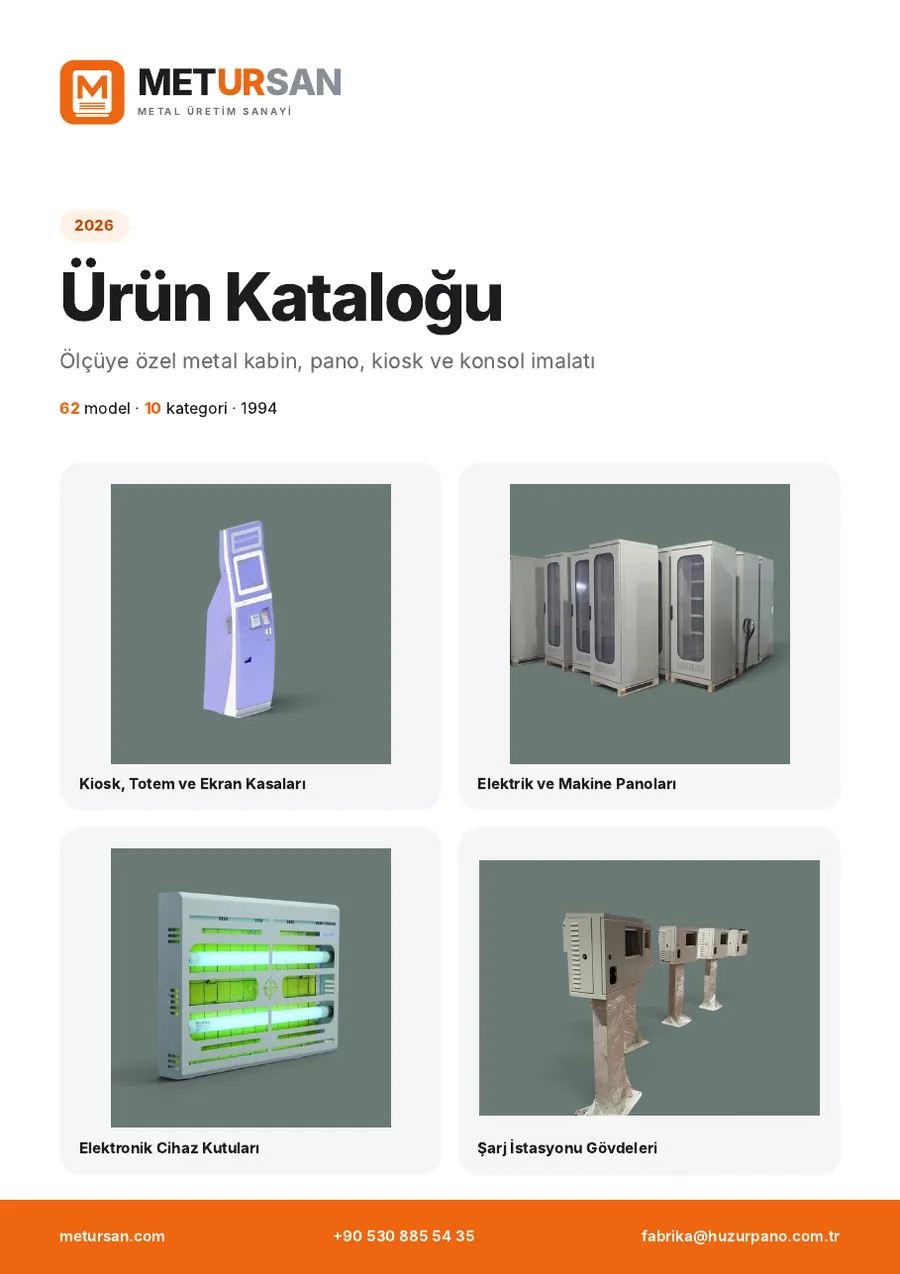 METURSAN
METAL ÜRETİM SANAYİ
2026
Ürün Kataloğu
Ölçüye özel metal kabin, pano, kiosk ve konsol imalatı
62 model · 10 kategori · 1994
Kiosk, Totem ve Ekran Kasaları
Elektrik ve Makine Panoları
Elektronik Cihaz Kutuları
Şarj İstasyonu Gövdeleri
metursan.com
+90 530 885 54 35
fabrika@huzurpano.com.tr